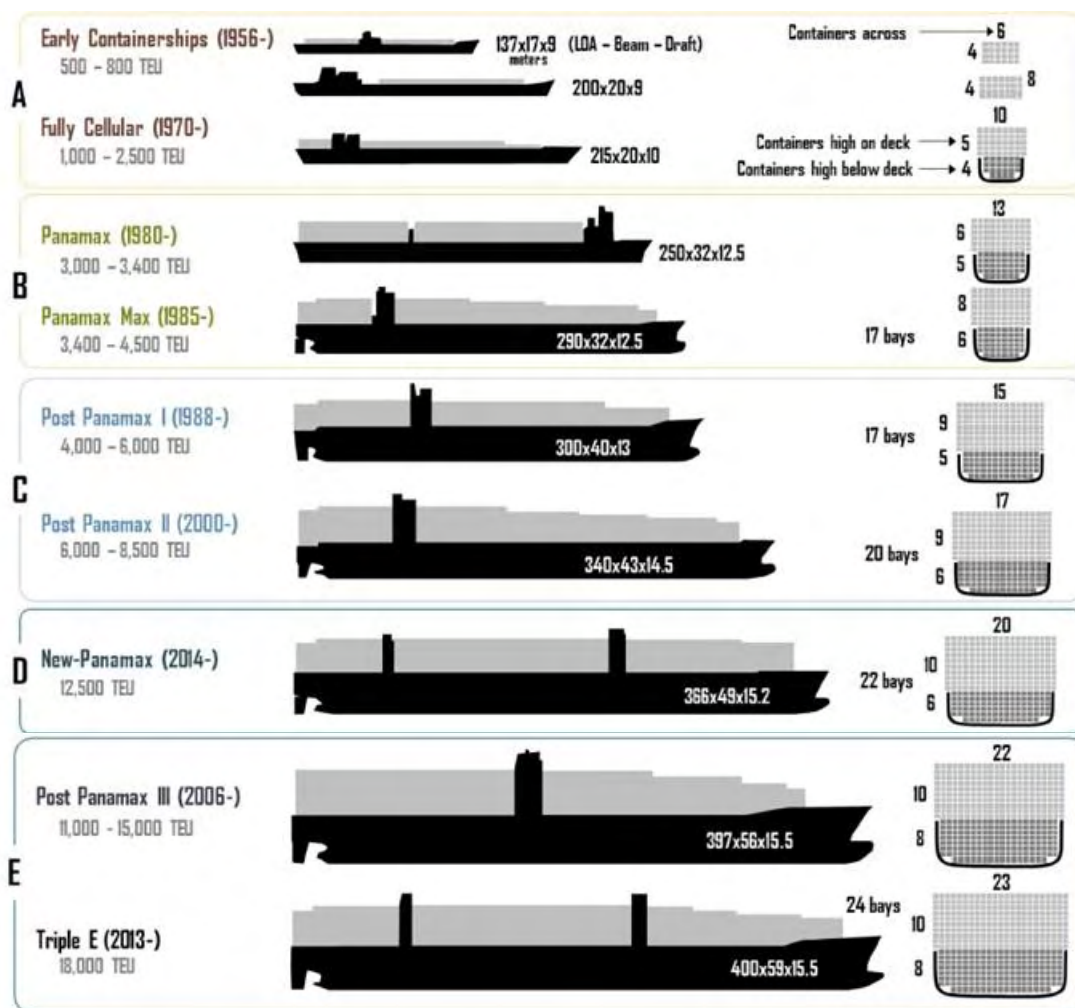 A
Early Containerships (1956-)
500 – 800 TEU
137x17x9 (LOA – Beam – Draft)
meters
200x20x9
Containers across
6
4
4
8
Fully Cellular (1970-)
1,000 – 2,500 TEU
215x20x10
10
Containers high on deck
5
Containers high below deck
4
B
Panamax (1980-)
3,000 – 3,400 TEU
250x32x12.5
13
6
5
Panamax Max (1985-)
3,400 – 4,500 TEU
290x32x12.5
17 bays
8
6
C
Post Panamax I (1988-)
4,000 – 6,000 TEU
300x40x13
17 bays
15
9
5
Post Panamax II (2000-)
6,000 – 8,500 TEU
340x43x14.5
20 bays
17
9
6
D
New-Panamax (2014-)
12,500 TEU
366x49x15.2
22 bays
20
10
6
E
Post Panamax III (2006-)
11,000 - 15,000 TEU
397x56x15.5
22
10
8
Triple E (2013-)
18,000 TEU
400x59x15.5
24 bays
23
10
8